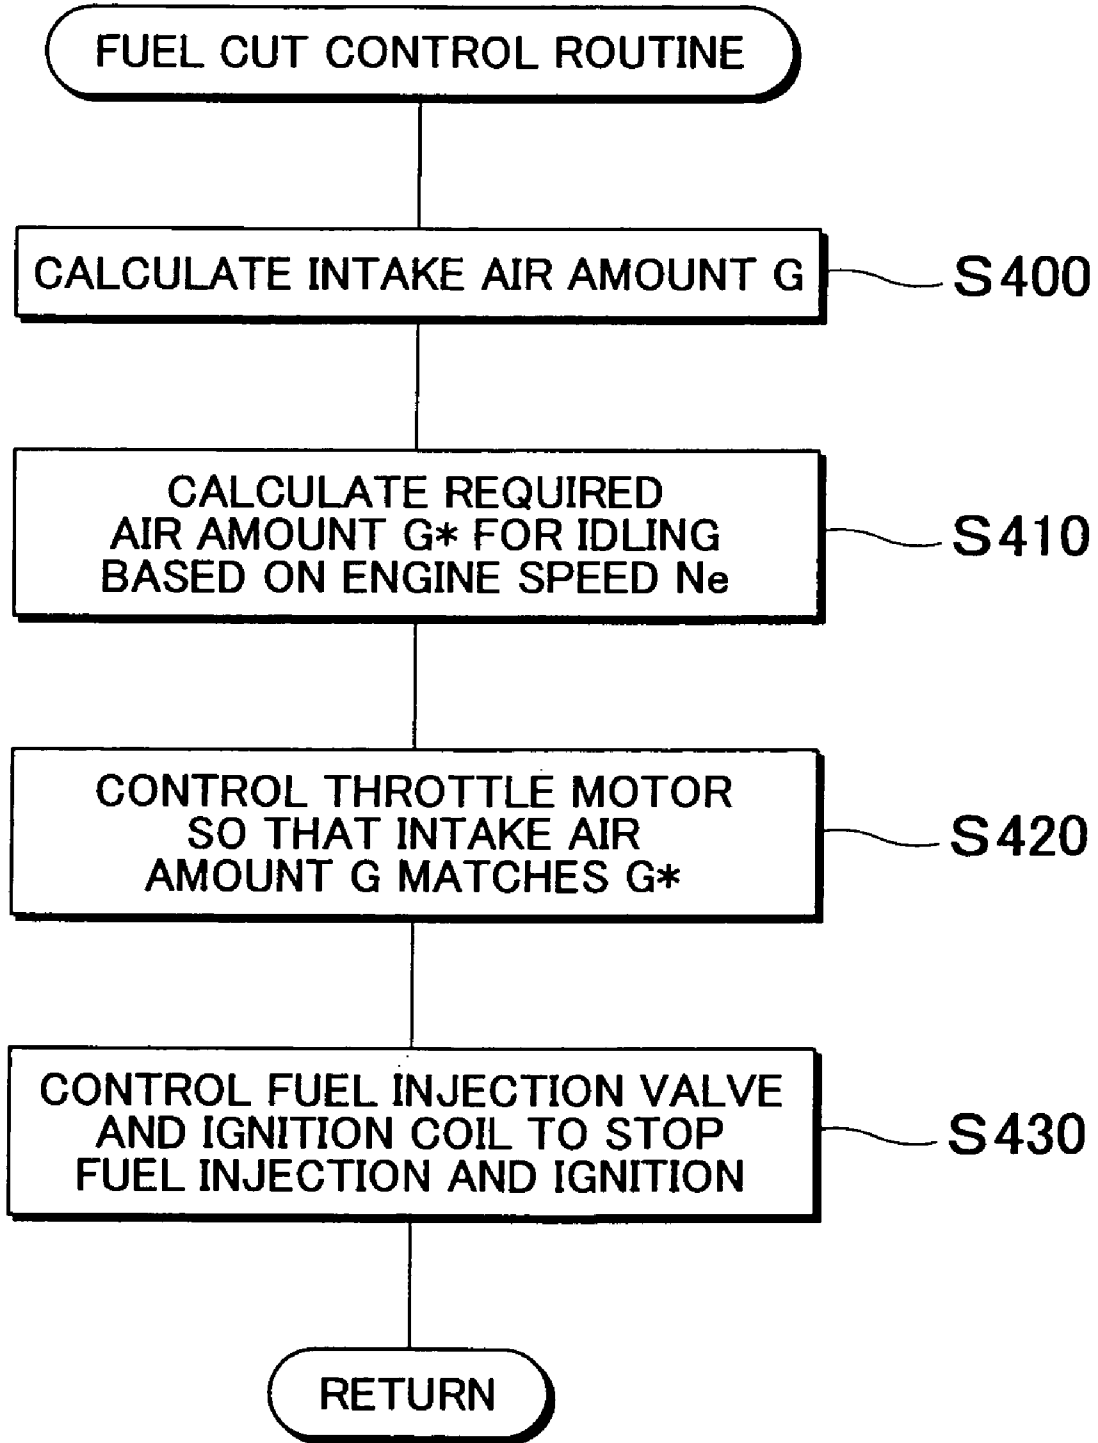 FUEL CUT CONTROL ROUTINE
CALCULATE INTAKE AIR AMOUNT G
S400
CALCULATE REQUIRED
AIR AMOUNT G* FOR IDLING
BASED ON ENGINE SPEED Ne
S410
CONTROL THROTTLE MOTOR
SO THAT INTAKE AIR
AMOUNT G MATCHES G*
S420
CONTROL FUEL INJECTION VALVE
AND IGNITION COIL TO STOP
FUEL INJECTION AND IGNITION
S430
RETURN